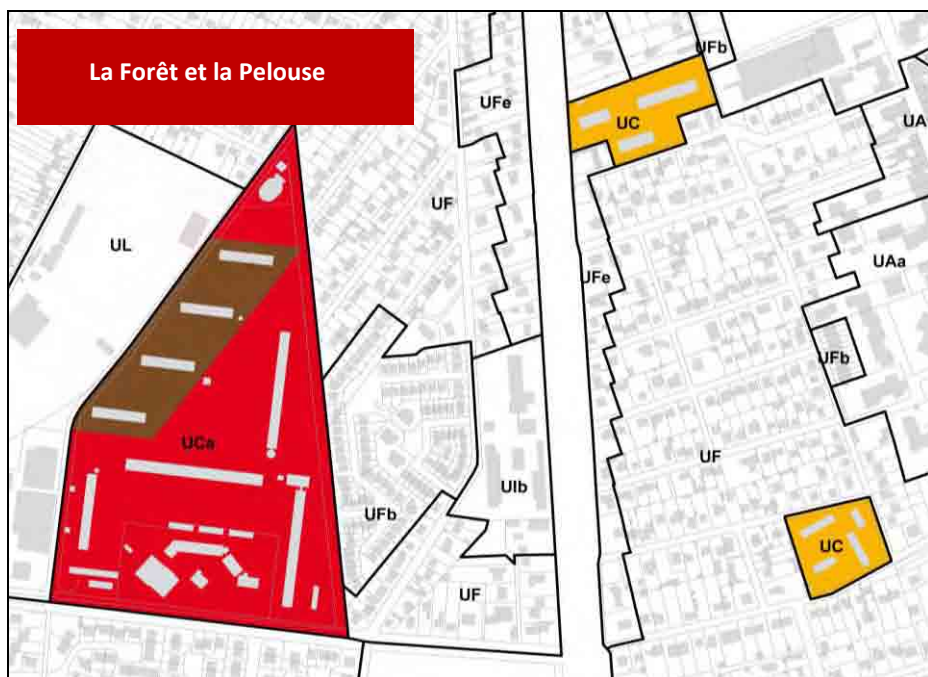 La Forêt et la Pelouse
UFb
UFe
UC
UA
UF
UL
UAa
UFe
UFb
UCa
UF
UIb
UFb
UC
UF